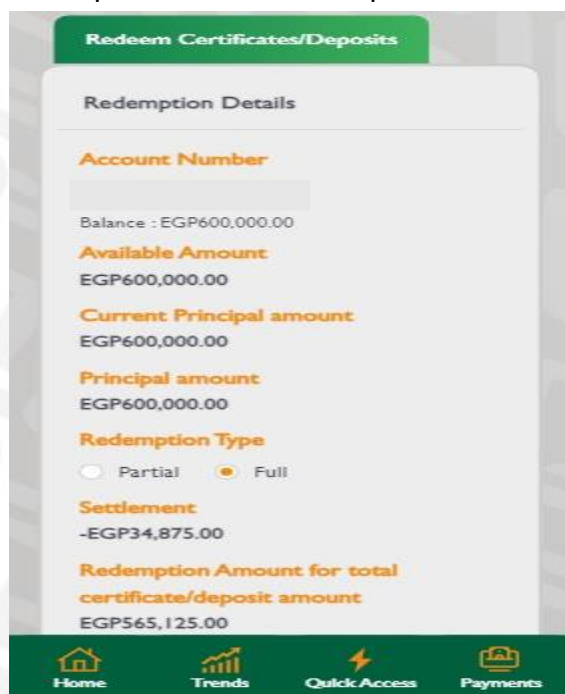 Redeem Certificates/Deposits
Redemption Details
Account Number
Balance : EGP600,000.00
Available Amount
EGP600,000.00
Current Principal amount
EGP600,000.00
Principal amount
EGP600,000.00
Redemption Type
Partial Full
Settlement
-EGP34,875.00
Redemption Amount for total
certificate/deposit amount
EGP565,125.00
Home Trends Quick Access Payments